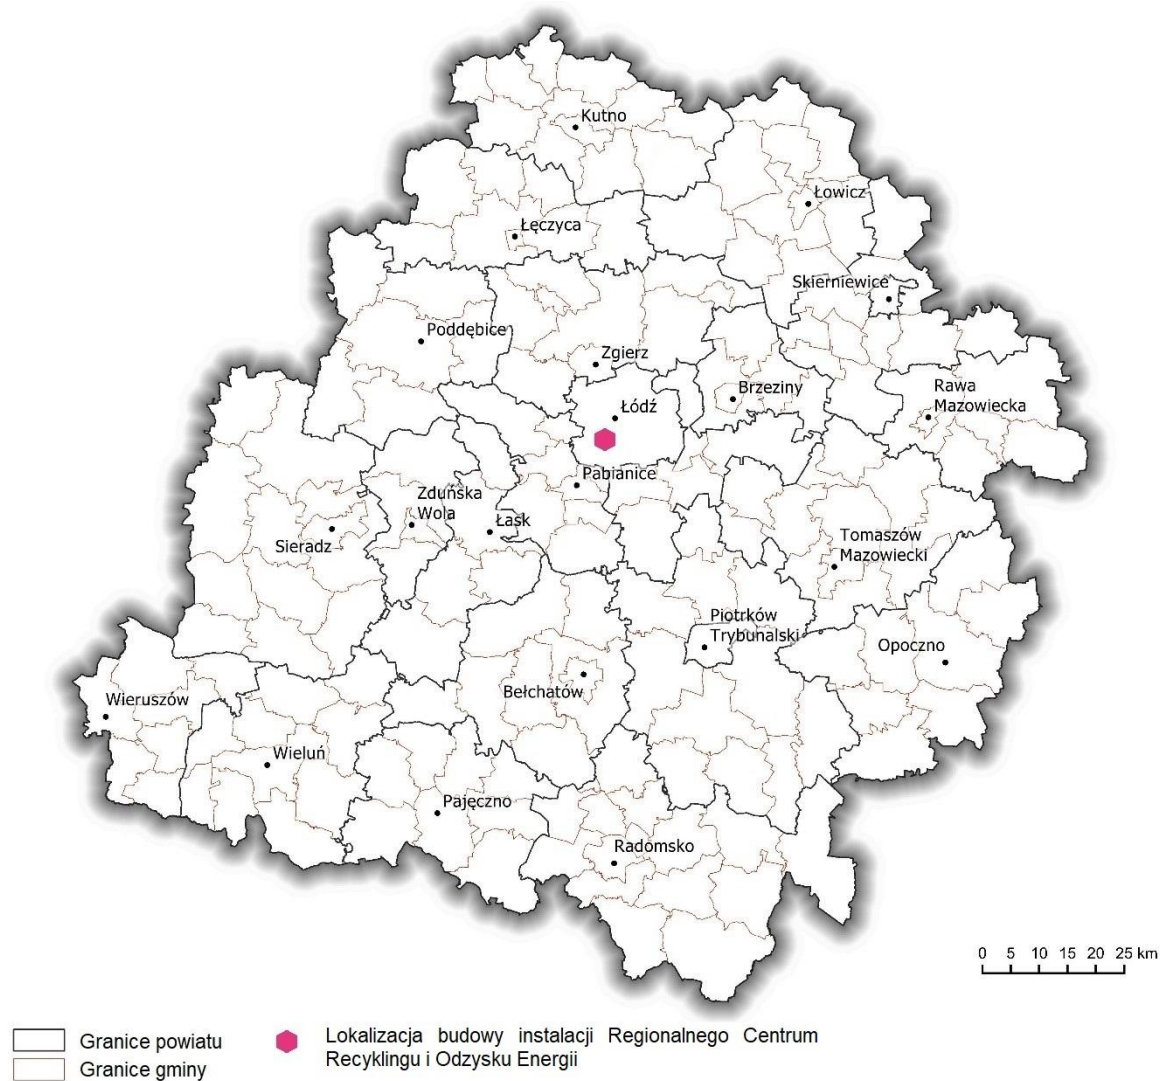 Kutno
Łowicz
Łęczyca
Skierniewice
Poddębice
Zgierz
Brzeziny
Rawa
Mazowiecka
Łódź
Pabianice
Zduńska
Wola
Łask
Sieradz
Tomaszów
Mazowiecki
Piotrków
Trybunalski
Opoczno
Bełchatów
Wieruszów
Wieluń
Pajęczno
Radomsko
0 5 10 15 20 25 km
Granice powiatu
Granice gminy
Lokalizacja budowy instalacji Regionalnego Centrum
Recyklingu i Odzysku Energii